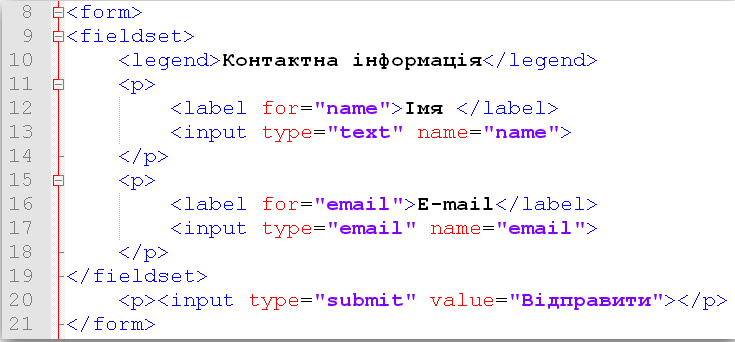 8 <form>
9 <fieldset>
10 <legend>Контактна інформація</legend>
11 <p>
12 <label for="name">Імя </label>
13 <input type="text" name="name">
14 </p>
15 <p>
16 <label for="email">E-mail</label>
17 <input type="email" name="email">
18 </p>
19 </fieldset>
20 <p><input type="submit" value="Відправити"></p>
21 </form>